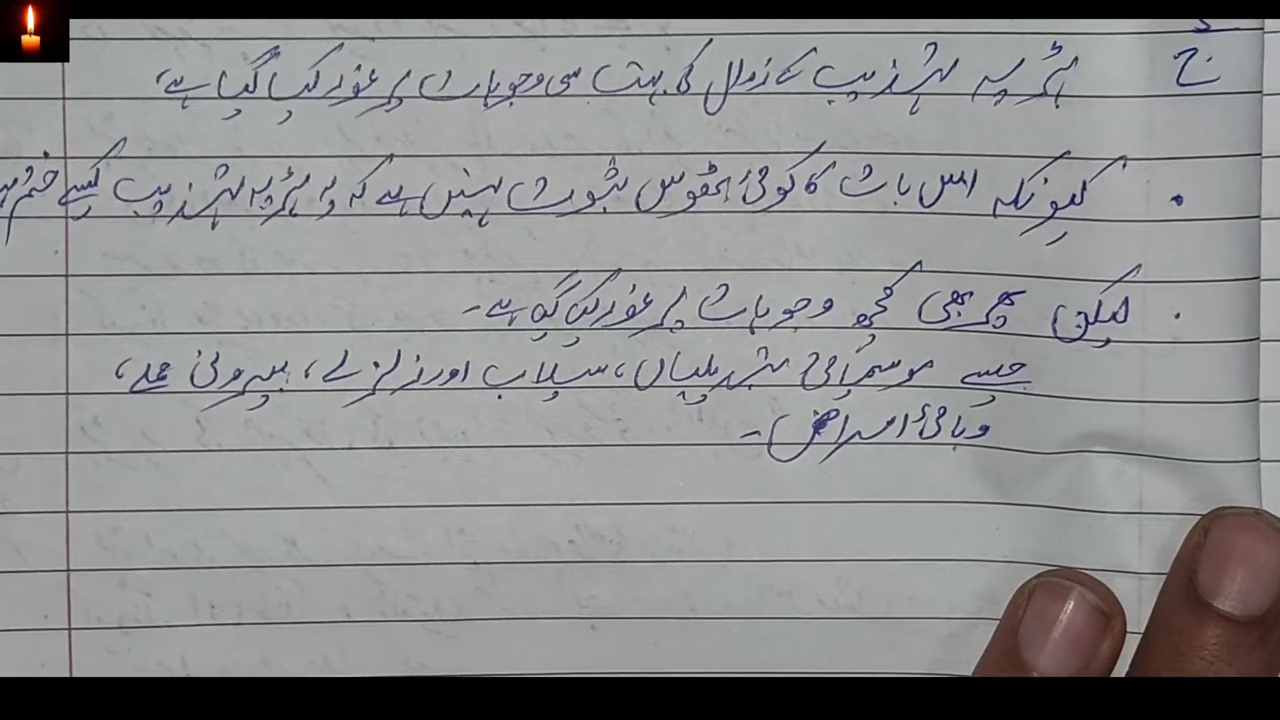 ج ہڑپہ تہذیب کے زوال کی بہت سی وجوہات پر غور کیا گیا ہے،
• کیونکہ اس بات کا کوئی ٹھوس ثبوت نہیں ہے کہ یہ ہڑپہ تہذیب کیسے ختم
• لیکن پھر بھی کچھ وجوہات پر غور کیا گیا ہے۔
جیسے موسمیاتی تبدیلیاں، سیلاب اور زلزلے، بیرونی حملے،
وبائی امراض۔